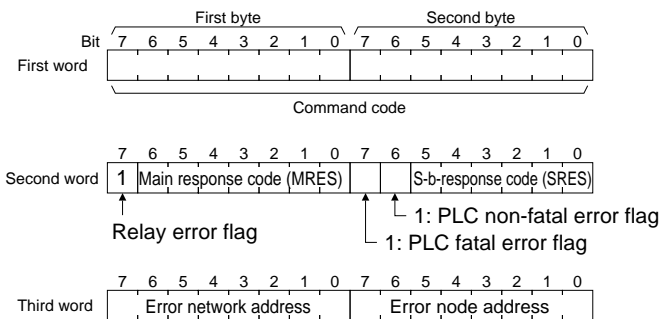 First byte Second byte
Bit 7 6 5 4 3 2 1 0 7 6 5 4 3 2 1 0
First word
Command code
7 6 5 4 3 2 1 0 7 6 5 4 3 2 1 0
Second word 1 Main response code (MRES) S-b-response code (SRES)
1: PLC non-fatal error flag
Relay error flag
1: PLC fatal error flag
7 6 5 4 3 2 1 0 7 6 5 4 3 2 1 0
Third word Error network address Error node address